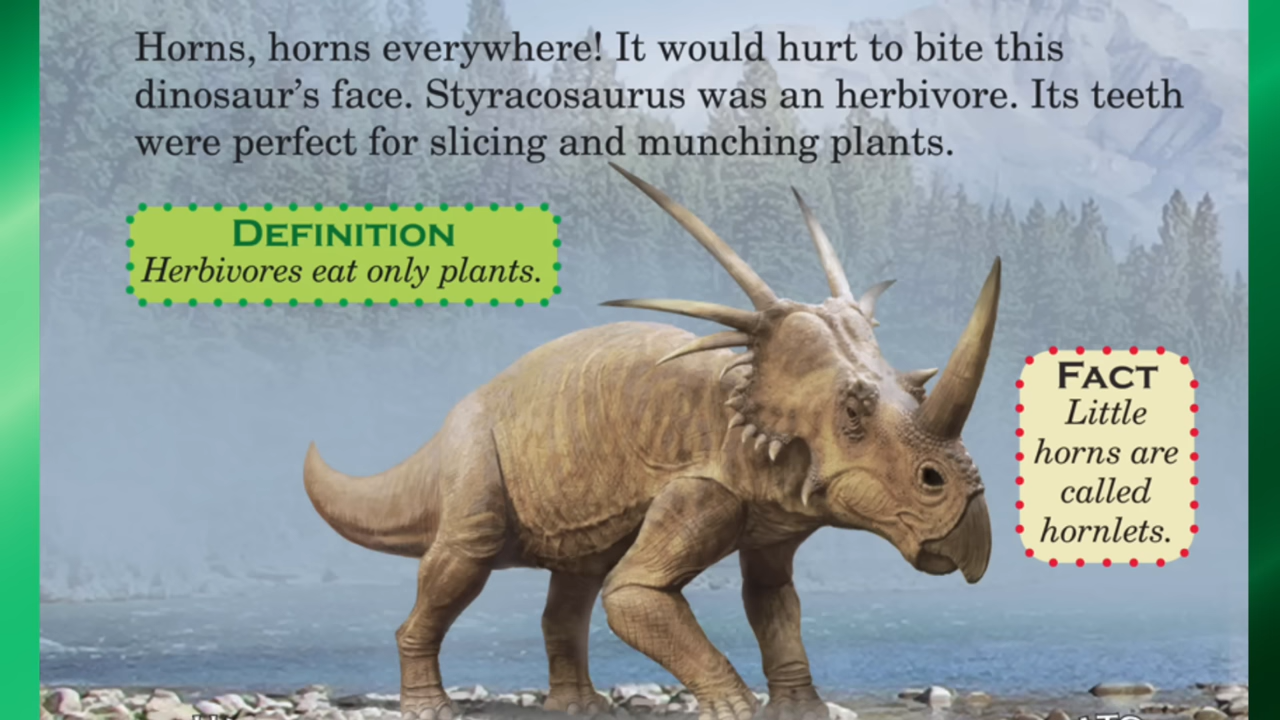 Horns, horns everywhere! It would hurt to bite this
dinosaur’s face. Styracosaurus was an herbivore. Its teeth
were perfect for slicing and munching plants.
DEFINITION
Herbivores eat only plants.
FACT
Little
horns are
called
hornlets.